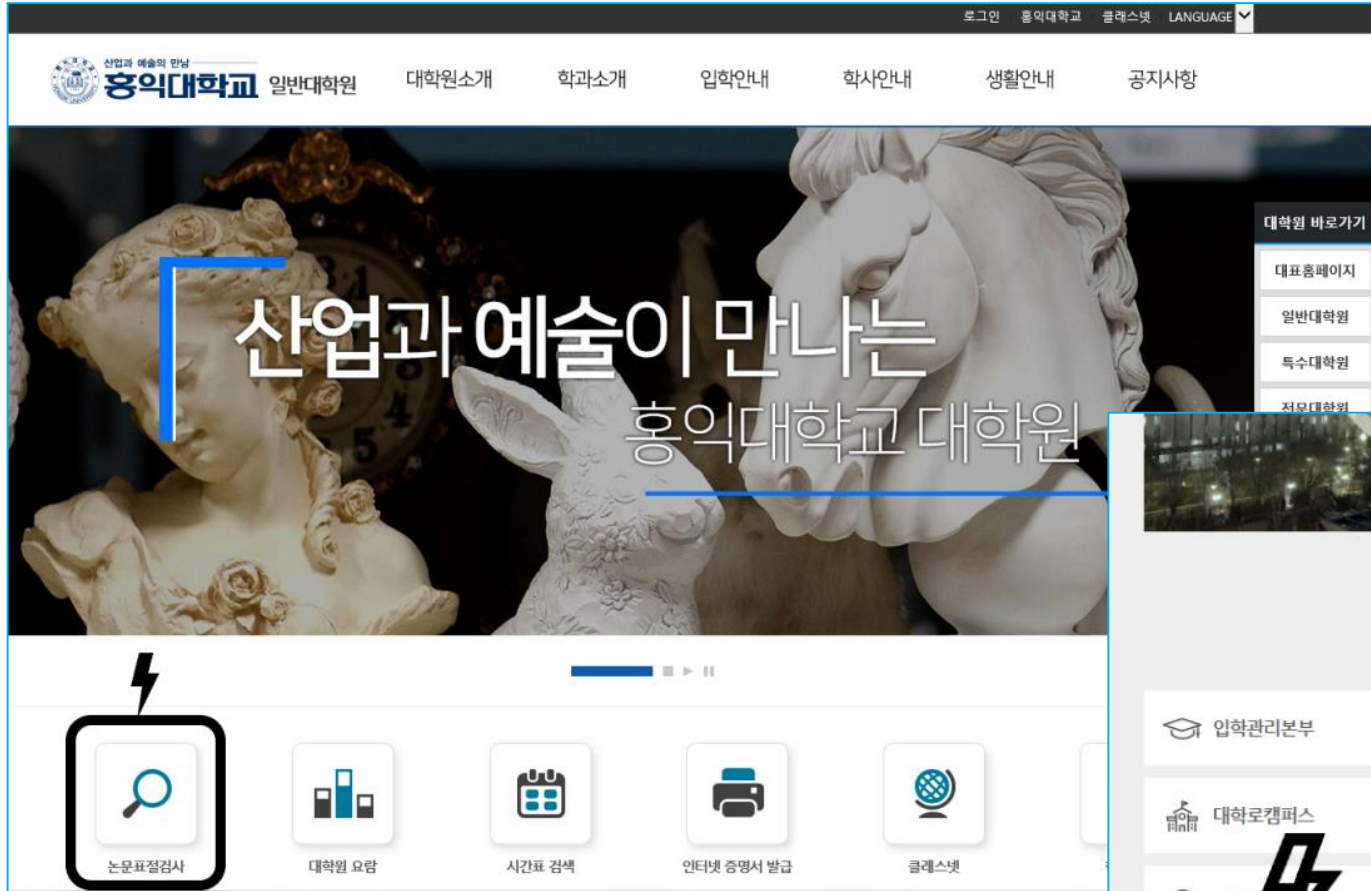 로그인 홍익대학교 클래스넷 LANGUAGE
산업과 예술의 만남
홍익대학교 일반대학원
대학원소개 학과소개 입학안내 학사안내 생활안내 공지사항
대학원 바로가기
대표홈페이지
일반대학원
특수대학원
전문대학원
산업과 예술이 만나는
홍익대학교 대학원
입학관리본부
대학로캠퍼스
논문표절검사 대학원 요람 시간표 검색 인터넷 증명서 발급 클래스넷